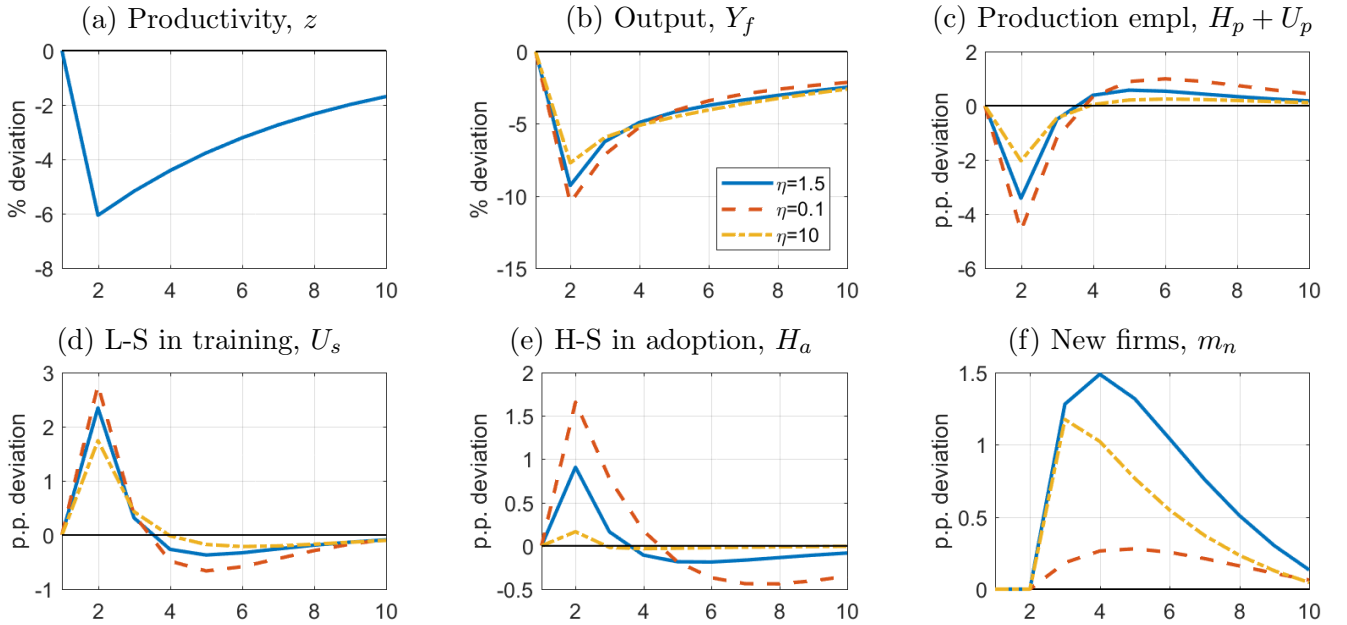 (a) Productivity, z
(b) Output, Y_f
(c) Production empl, H_p + U_p
% deviation
0
-2
-4
-6
-8
2 4 6 8 10
% deviation
0
-5
-10
-15
2 4 6 8 10
η=1.5
η=0.1
η=10
p.p. deviation
2
0
-2
-4
-6
2 4 6 8 10
(d) L-S in training, U_s
(e) H-S in adoption, H_a
(f) New firms, m_n
p.p. deviation
3
2
1
0
-1
2 4 6 8 10
p.p. deviation
2
1.5
1
0.5
0
-0.5
2 4 6 8 10
p.p. deviation
1.5
1
0.5
0
2 4 6 8 10